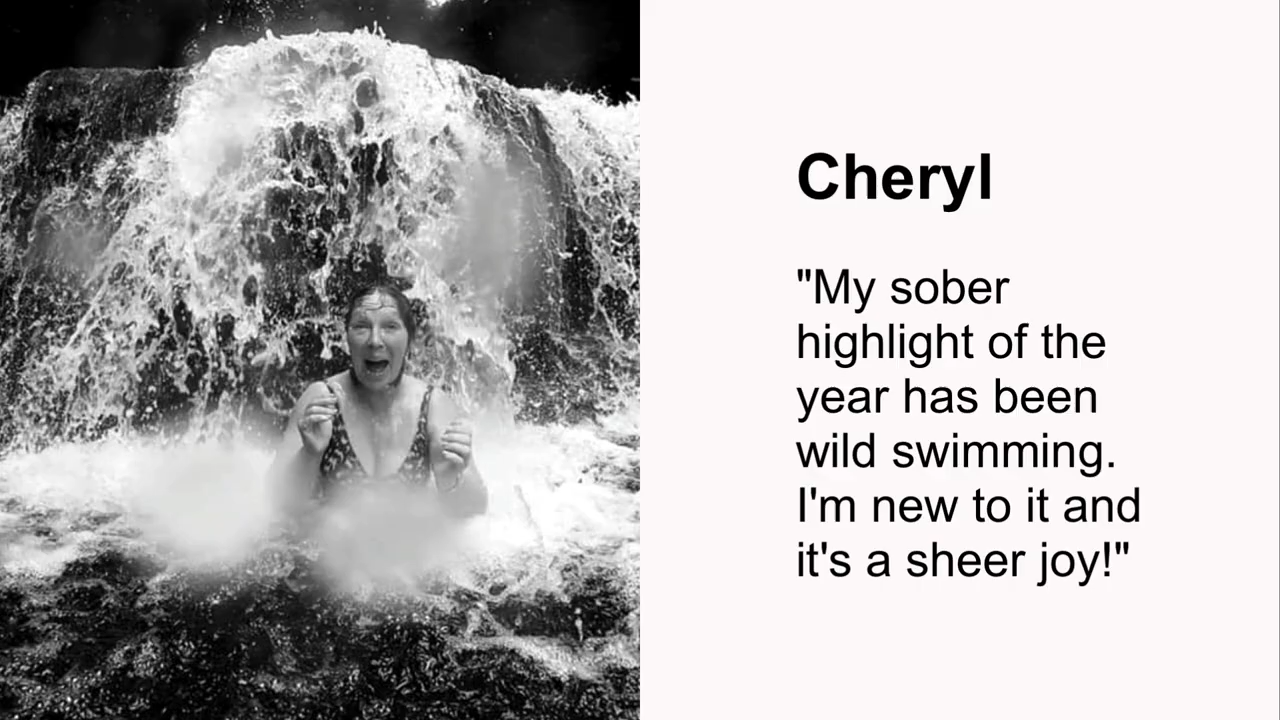 Cheryl
"My sober
highlight of the
year has been
wild swimming.
I'm new to it and
it's a sheer joy!"